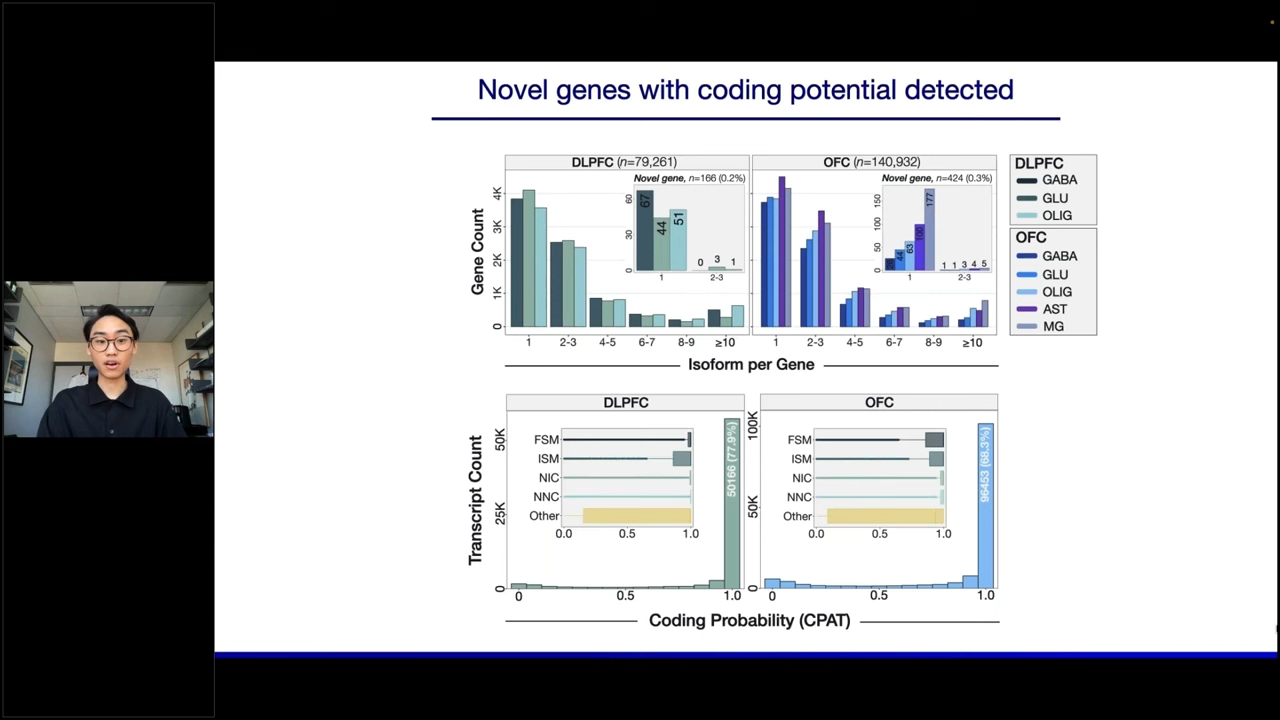 Novel genes with coding potential detected
DLPFC (n=79,261)
Novel gene, n=166 (0.2%)
Gene Count
4K
3K
2K
1K
0
60
30
0
67
44
51
0 3 1
1 2-3
1 2-3 4-5 6-7 8-9 ≥10
OFC (n=140,932)
Novel gene, n=424 (0.3%)
150
100
50
0
44
63
100
177
1 1 3 4 5
1 2-3
1 2-3 4-5 6-7 8-9 ≥10
Isoform per Gene
DLPFC
GABA
GLU
OLIG
OFC
GABA
GLU
OLIG
AST
MG
DLPFC
Transcript Count
50K
25K
0
FSM
ISM
NIC
NNC
Other
0.0 0.5 1.0
50166 (77.9%)
0 0.5 1.0
OFC
100K
50K
0
FSM
ISM
NIC
NNC
Other
0.0 0.5 1.0
96453 (68.3%)
0 0.5 1.0
Coding Probability (CPAT)